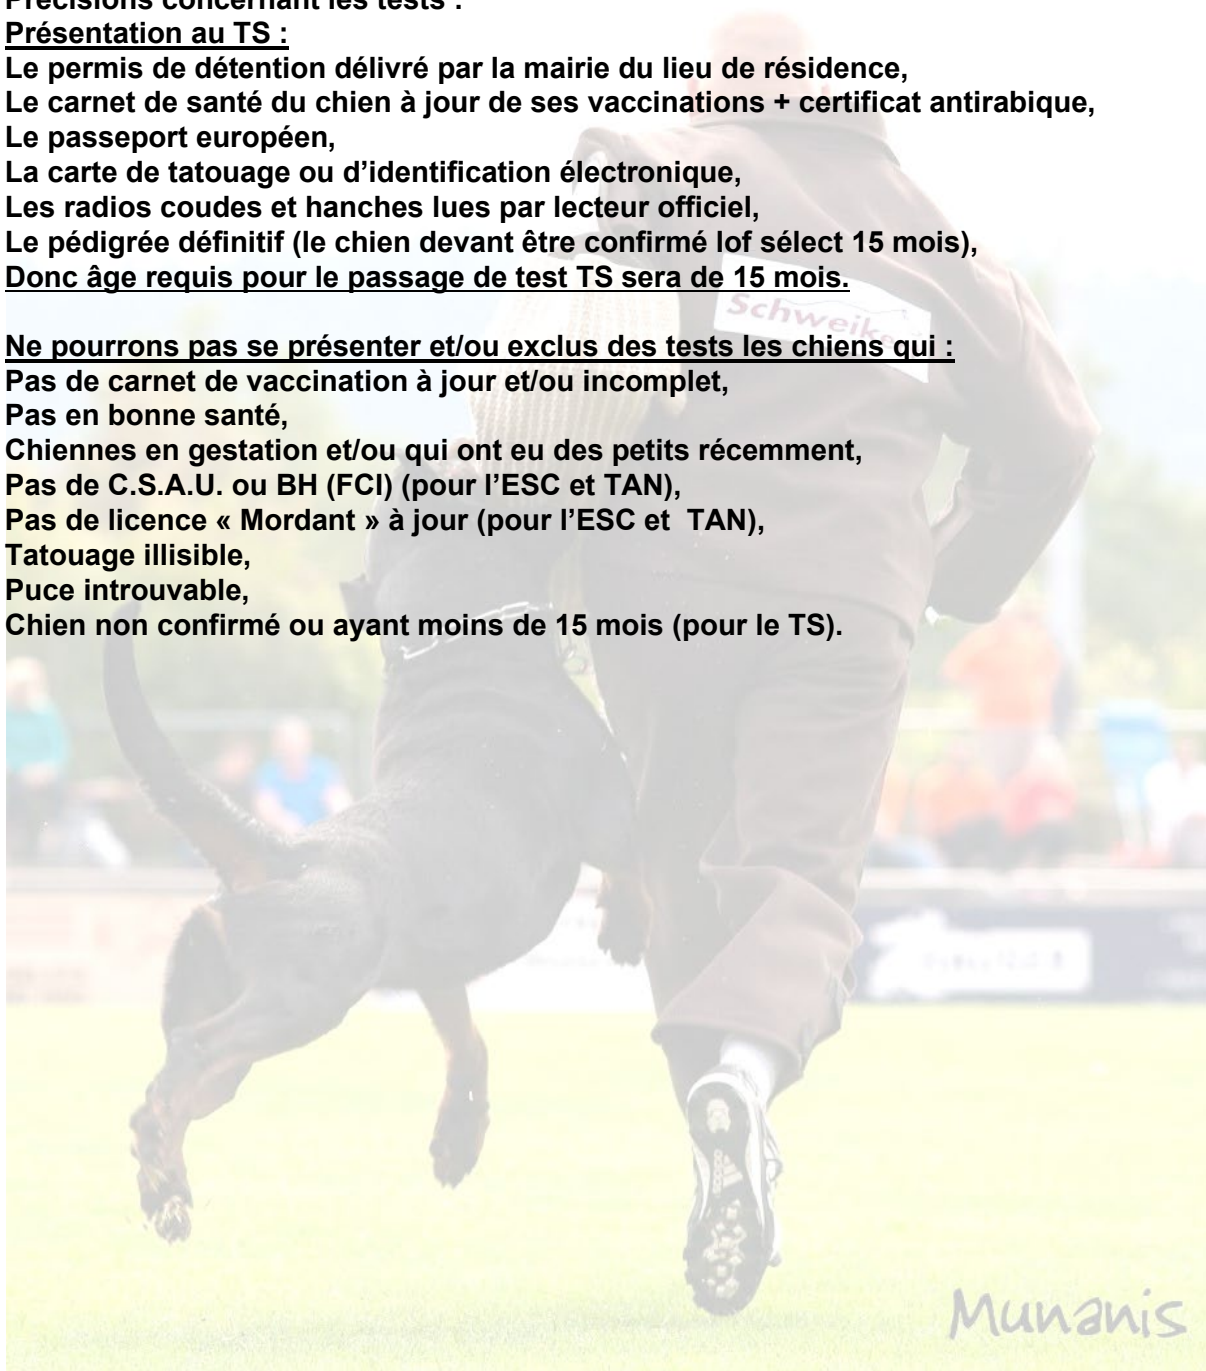 Précisions concernant les tests :
Présentation au TS :
Le permis de détention délivré par la mairie du lieu de résidence,
Le carnet de santé du chien à jour de ses vaccinations + certificat antirabique,
Le passeport européen,
La carte de tatouage ou d’identification électronique,
Les radios coudes et hanches lues par lecteur officiel,
Le pédigrée définitif (le chien devant être confirmé lof sélect 15 mois),
Donc âge requis pour le passage de test TS sera de 15 mois.
Schweiker
Ne pourrons pas se présenter et/ou exclus des tests les chiens qui :
Pas de carnet de vaccination à jour et/ou incomplet,
Pas en bonne santé,
Chiennes en gestation et/ou qui ont eu des petits récemment,
Pas de C.S.A.U. ou BH (FCI) (pour l’ESC et TAN),
Pas de licence « Mordant » à jour (pour l’ESC et  TAN),
Tatouage illisible,
Puce introuvable,
Chien non confirmé ou ayant moins de 15 mois (pour le TS).
adidas
Munanis